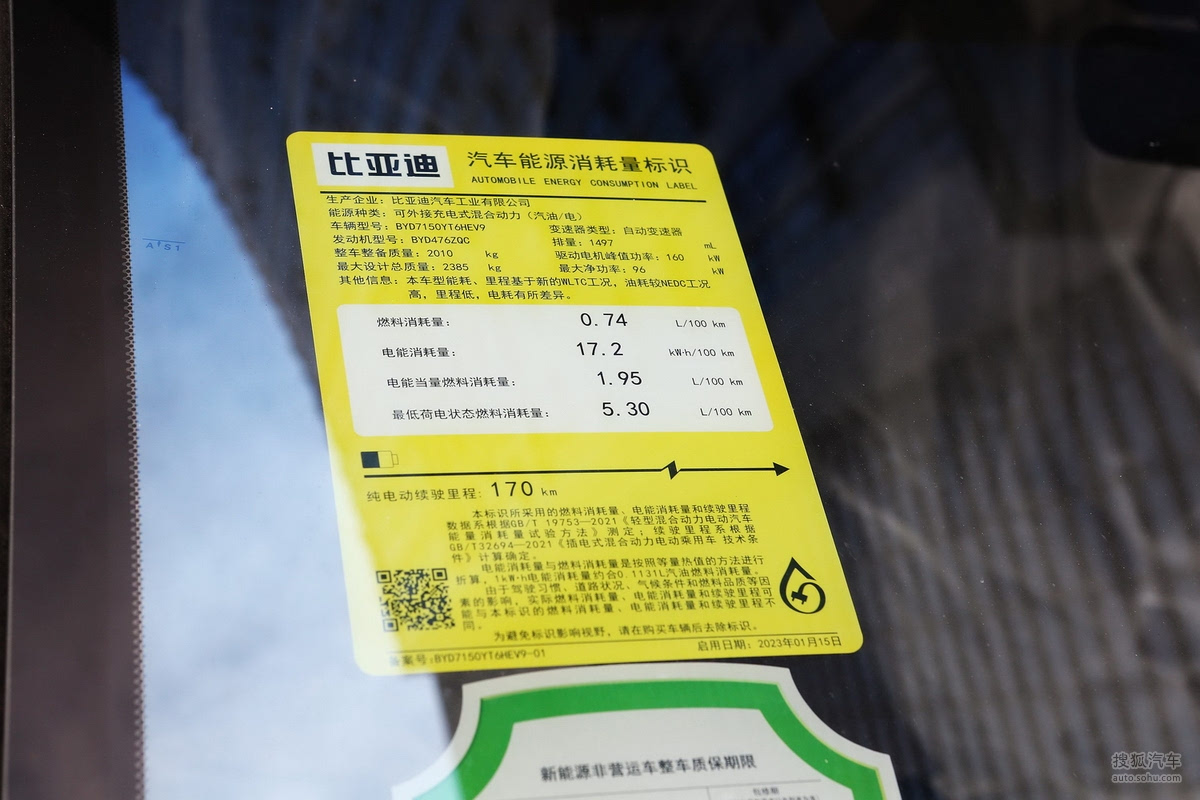 比亚迪
汽车能源消耗量标识
AUTOMOBILE ENERGY CONSUMPTION LABEL
生产企业：比亚迪汽车工业有限公司
能源种类：可外接充电式混合动力（汽油/电）
车辆型号：BYD7150YT6HEV9 变速器类型：自动变速器
发动机型号：BYD476ZQC 排量：1497 mL
整车整备质量：2010 kg 驱动电机峰值功率：160 kW
最大设计总质量：2385 kg 最大净功率：96 kW
其他信息：本车型能耗、里程基于新的WLTC工况，油耗较NEDC工况
高，里程低，电耗有所差异。
燃料消耗量： 0.74 L/100 km
电能消耗量： 17.2 kW·h/100 km
电能当量燃料消耗量： 1.95 L/100 km
最低荷电状态燃料消耗量： 5.30 L/100 km
纯电动续驶里程：170 km
本标识所采用的燃料消耗量、电能消耗量和续驶里程
数据系根据GB/T 19753—2021《轻型混合动力电动汽车
能量消耗量试验方法》测定；续驶里程系根据
GB/T32694—2021《插电式混合动力电动乘用车 技术条
件》计算确定。
电能消耗量与燃料消耗量是按照等量热值的方法进行
折算，1kW·h电能消耗量约合0.1131L汽油燃料消耗量。
由于驾驶习惯、道路状况、气候条件和燃料品质等因
素的影响，实际燃料消耗量、电能消耗量和续驶里程可
能与本标识的燃料消耗量、电能消耗量和续驶里程不
同。
为避免标识影响视野，请在购买车辆后去除标识。
备案号：BYD7150YT6HEV9-01 启用日期：2023年01月15日
新能源非营运车整车质保期限
包修期
搜狐汽车
auto.sohu.com